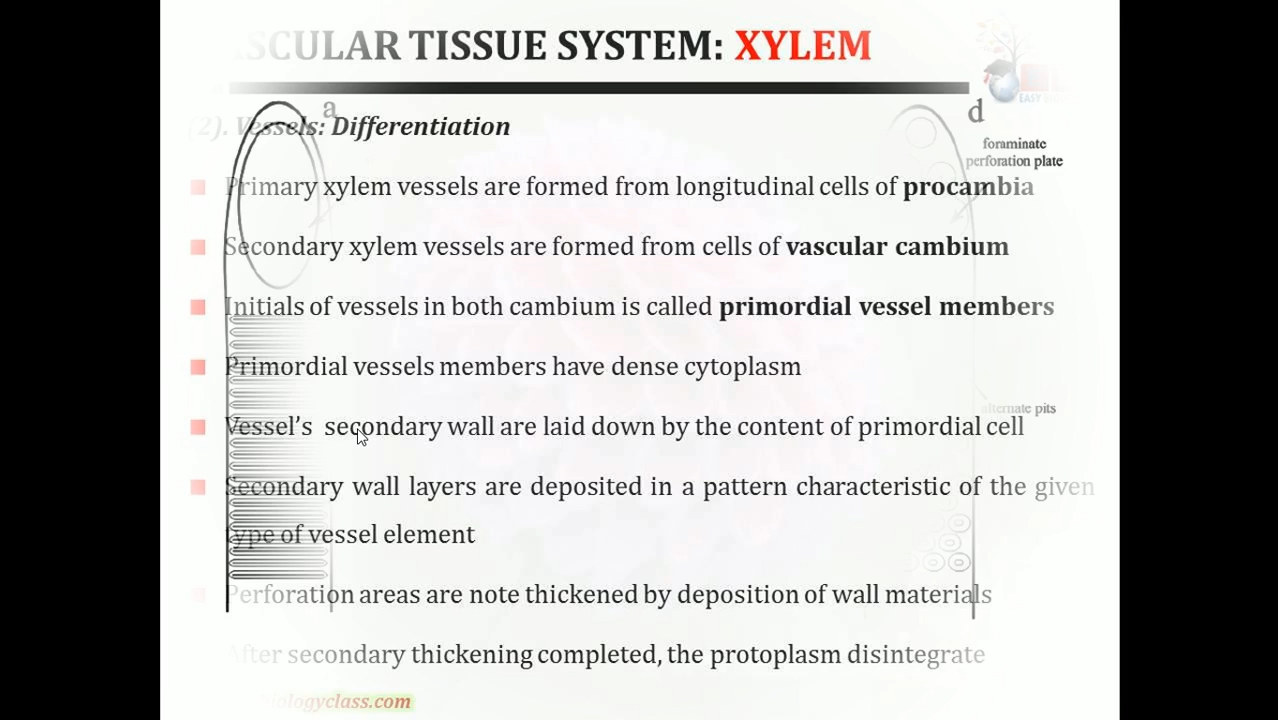 SCULAR TISSUE SYSTEM: XYLEM
a
d
(2). Vessels: Differentiation
foraminate
perforation plate
Primary xylem vessels are formed from longitudinal cells of procambia
Secondary xylem vessels are formed from cells of vascular cambium
Initials of vessels in both cambium is called primordial vessel members
Primordial vessels members have dense cytoplasm
alternate pits
Vessel's secondary wall are laid down by the content of primordial cell
Secondary wall layers are deposited in a pattern characteristic of the given
type of vessel element
Perforation areas are note thickened by deposition of wall materials
After secondary thickening completed, the protoplasm disintegrate
ologyclass.com